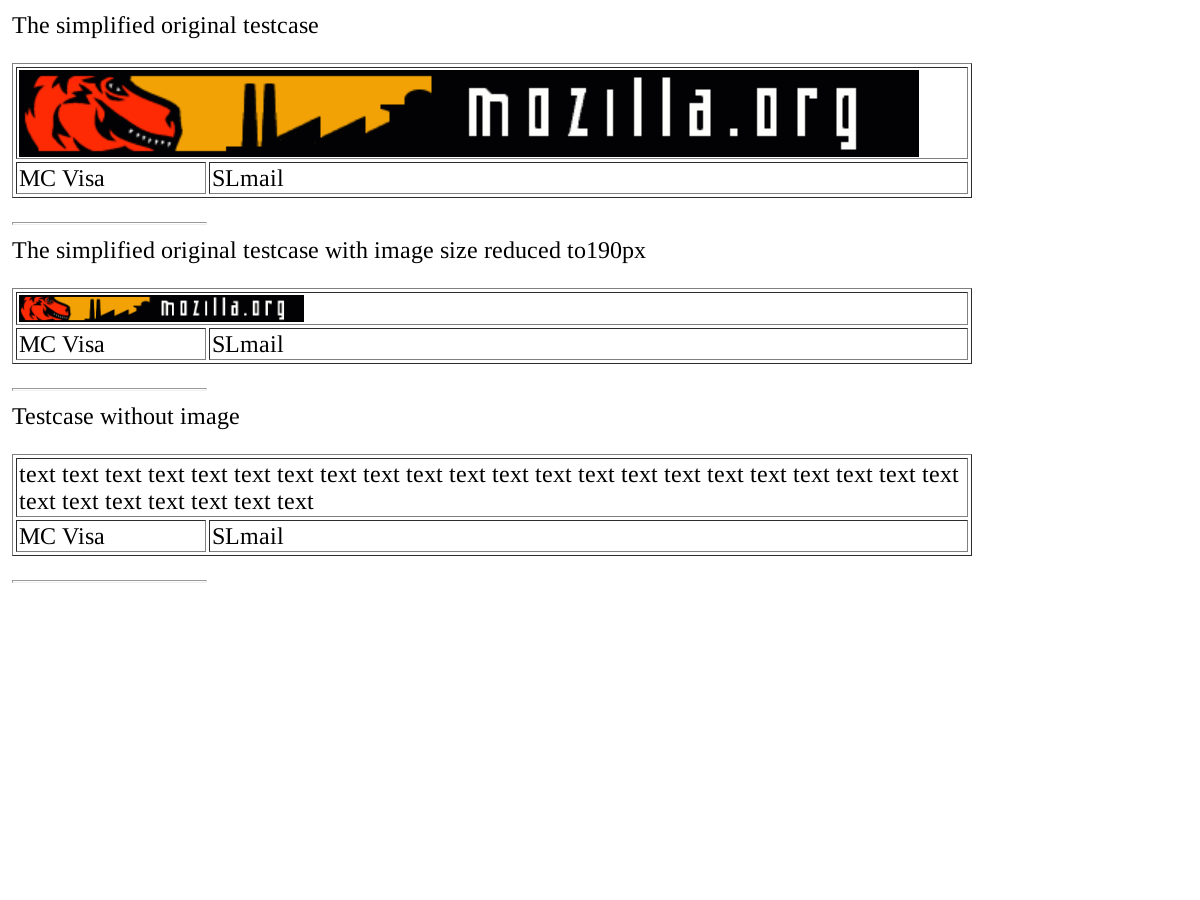 The simplified original testcase
mozilla.org
MC Visa
SLmail
The simplified original testcase with image size reduced to190px
mozilla.org
MC Visa
SLmail
Testcase without image
text text text text text text text text text text text text text text text text text text text text text text
text text text text text text text
MC Visa
SLmail